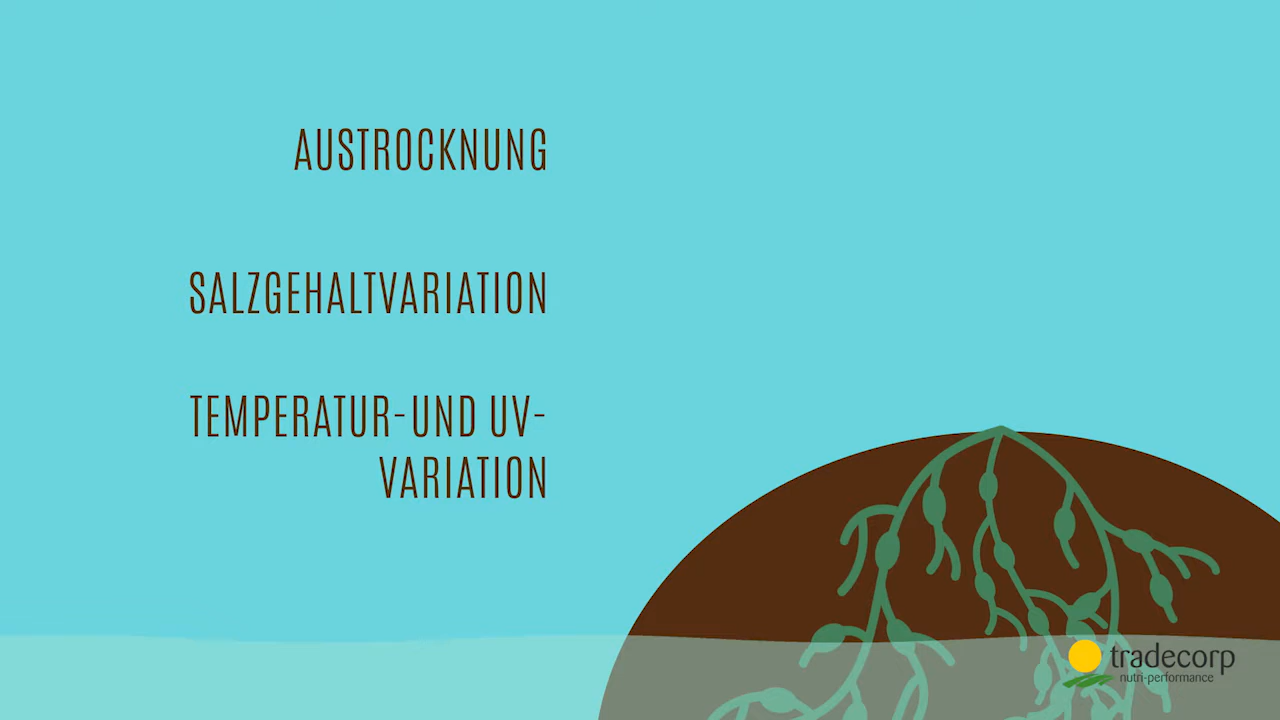 AUSTROCKNUNG
SALZGEHALTVARIATION
TEMPERATUR-UND UV-
VARIATION
tradecorp
nutri-performance